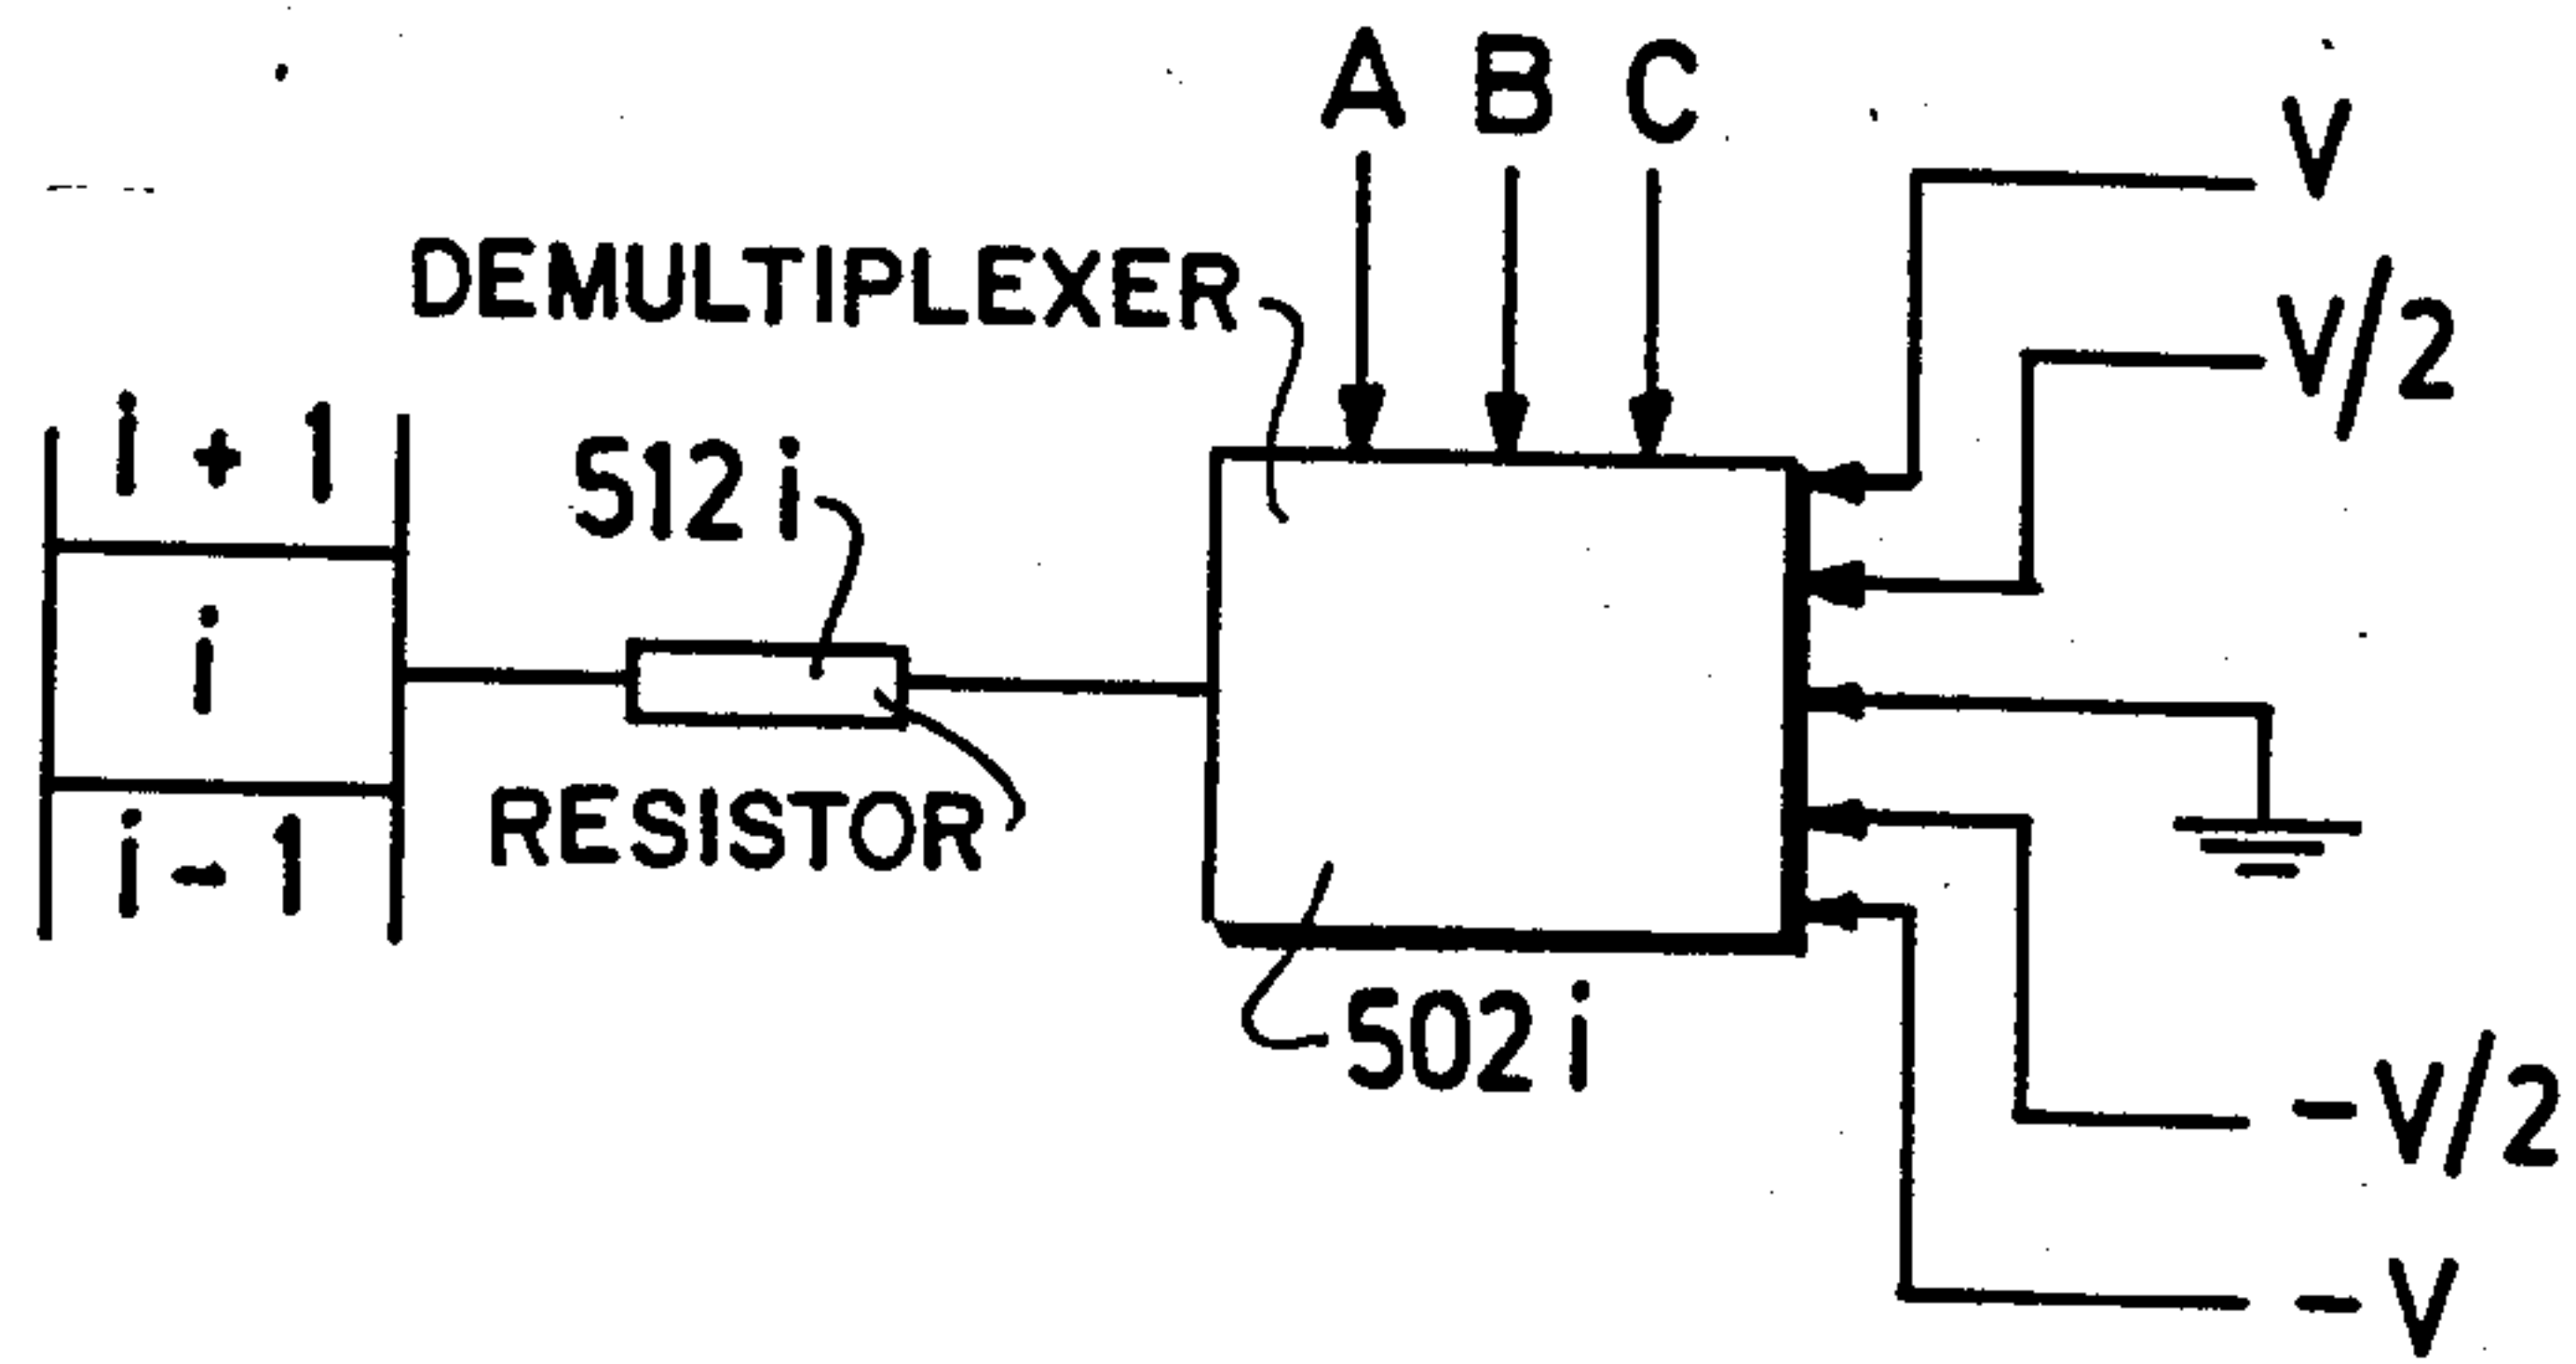 A B C
V
DEMULTIPLEXER
V/2
i + 1
512 i
i
RESISTOR
i - 1
502 i
- V/2
- V